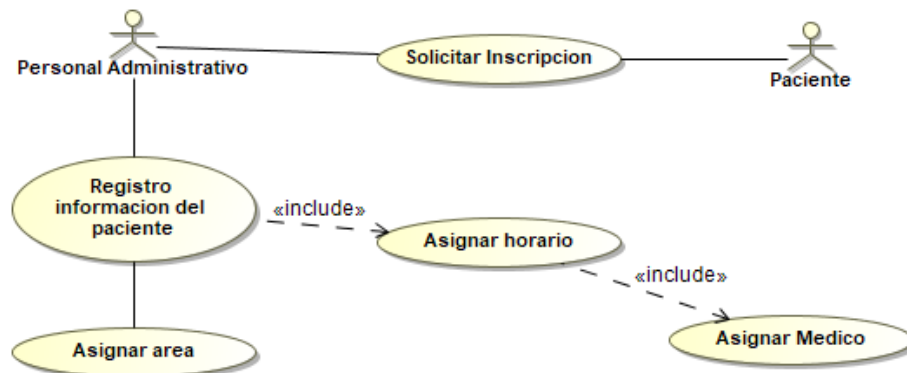 Solicitar Inscripcion
Personal Administrativo
Paciente
Registro
informacion del
paciente
«include»
Asignar horario
«include»
Asignar area
Asignar Medico